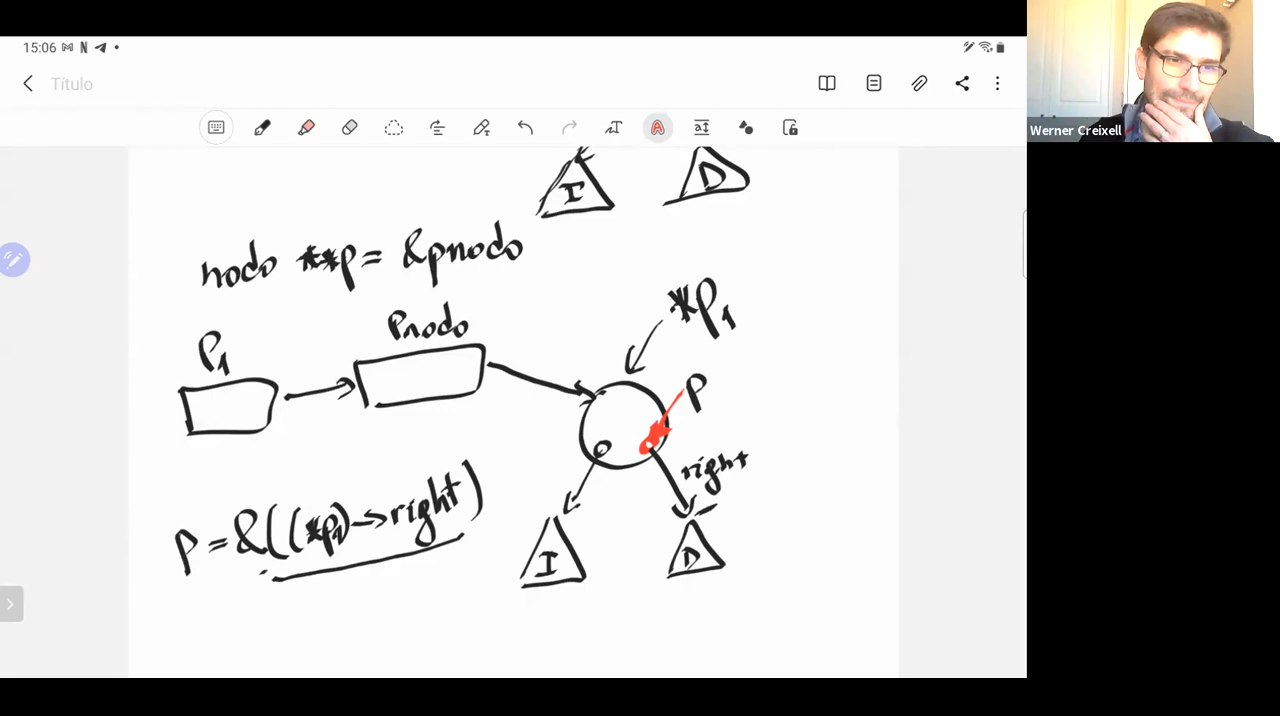 15:06
Título
Werner Creixell
I
D
nodo **p= &pnodo
*P1
P1
Pnodo
P
right
P = &((*p1)->right)
I
D